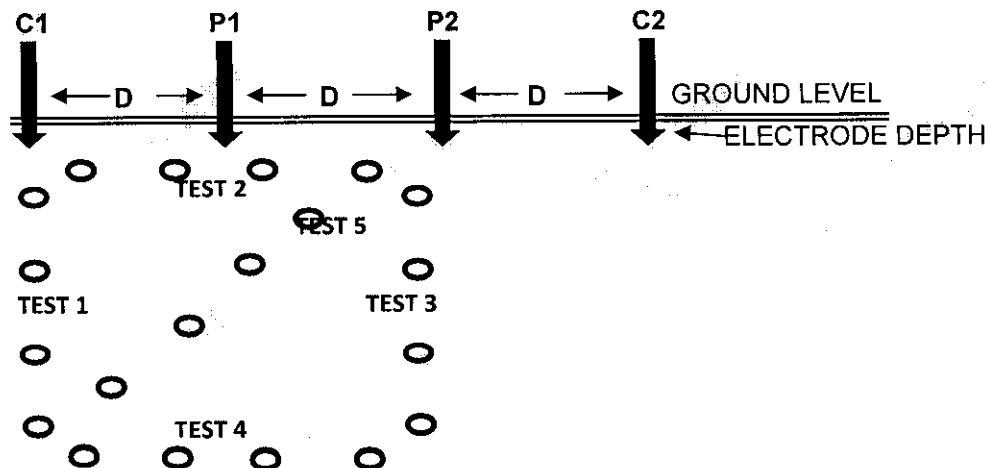 C1 P1 P2 C2
D D D
GROUND LEVEL
ELECTRODE DEPTH
TEST 2
TEST 5
TEST 1
TEST 3
TEST 4